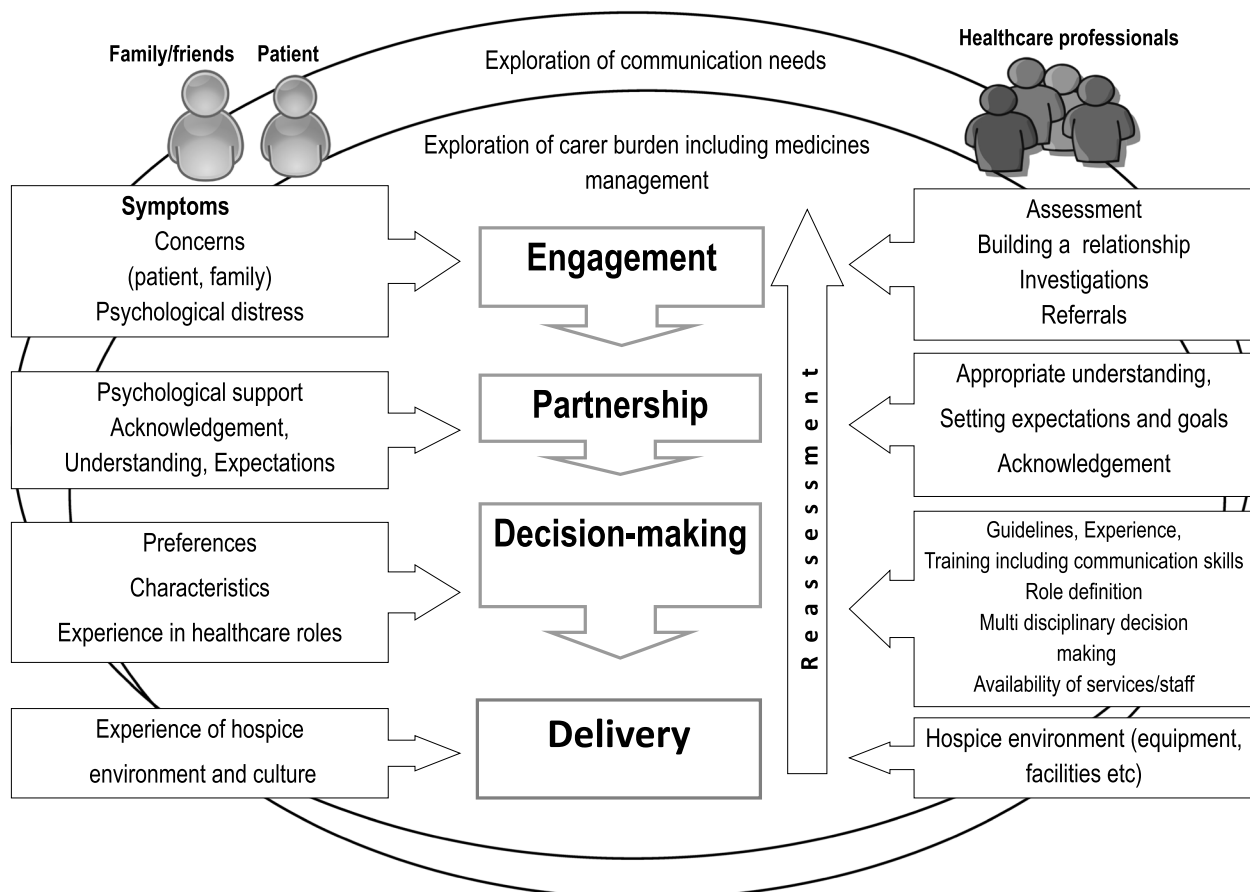 Family/friends
Patient
Healthcare professionals
Exploration of communication needs
Exploration of carer burden including medicines
management
Symptoms
Concerns
(patient, family)
Psychological distress
Engagement
Assessment
Building a relationship
Investigations
Referrals
Psychological support
Acknowledgement,
Understanding, Expectations
Partnership
Appropriate understanding,
Setting expectations and goals
Acknowledgement
Preferences
Characteristics
Experience in healthcare roles
Decision-making
Guidelines, Experience,
Training including communication skills
Role definition
Multi disciplinary decision
making
Availability of services/staff
Experience of hospice
environment and culture
Delivery
Hospice environment (equipment,
facilities etc)
Reassessment